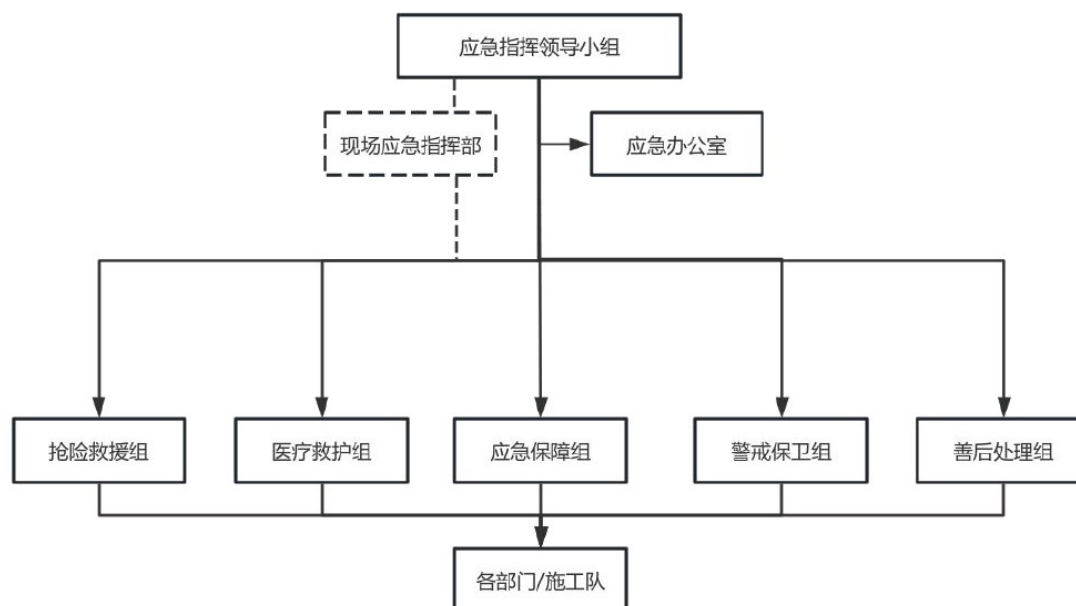 应急指挥领导小组
现场应急指挥部
应急办公室
抢险救援组
医疗救护组
应急保障组
警戒保卫组
善后处理组
各部门/施工队